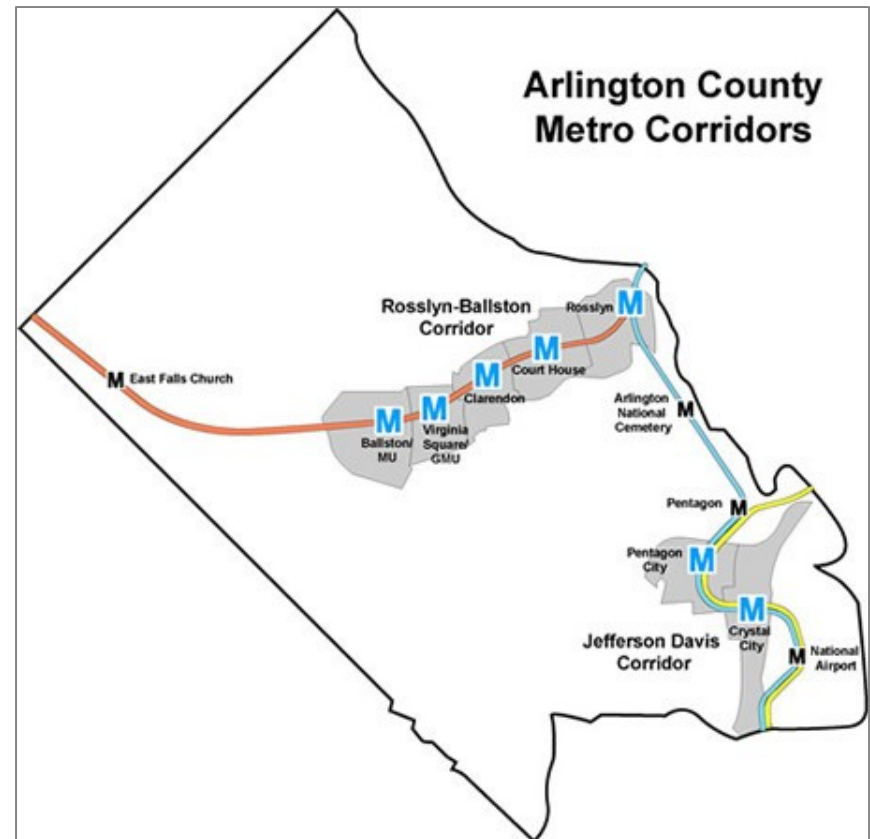 Arlington County
Metro Corridors
Rosslyn-Ballston
Corridor
Rosslyn
M
M
Court House
M
Clarendon
M
Virginia
Square/
GMU
M
Ballston/
MU
M
East Falls Church
Arlington
National
Cemetery
M
Pentagon
M
Pentagon
City
M
M
Crystal
City
Jefferson Davis
Corridor
M
National
Airport